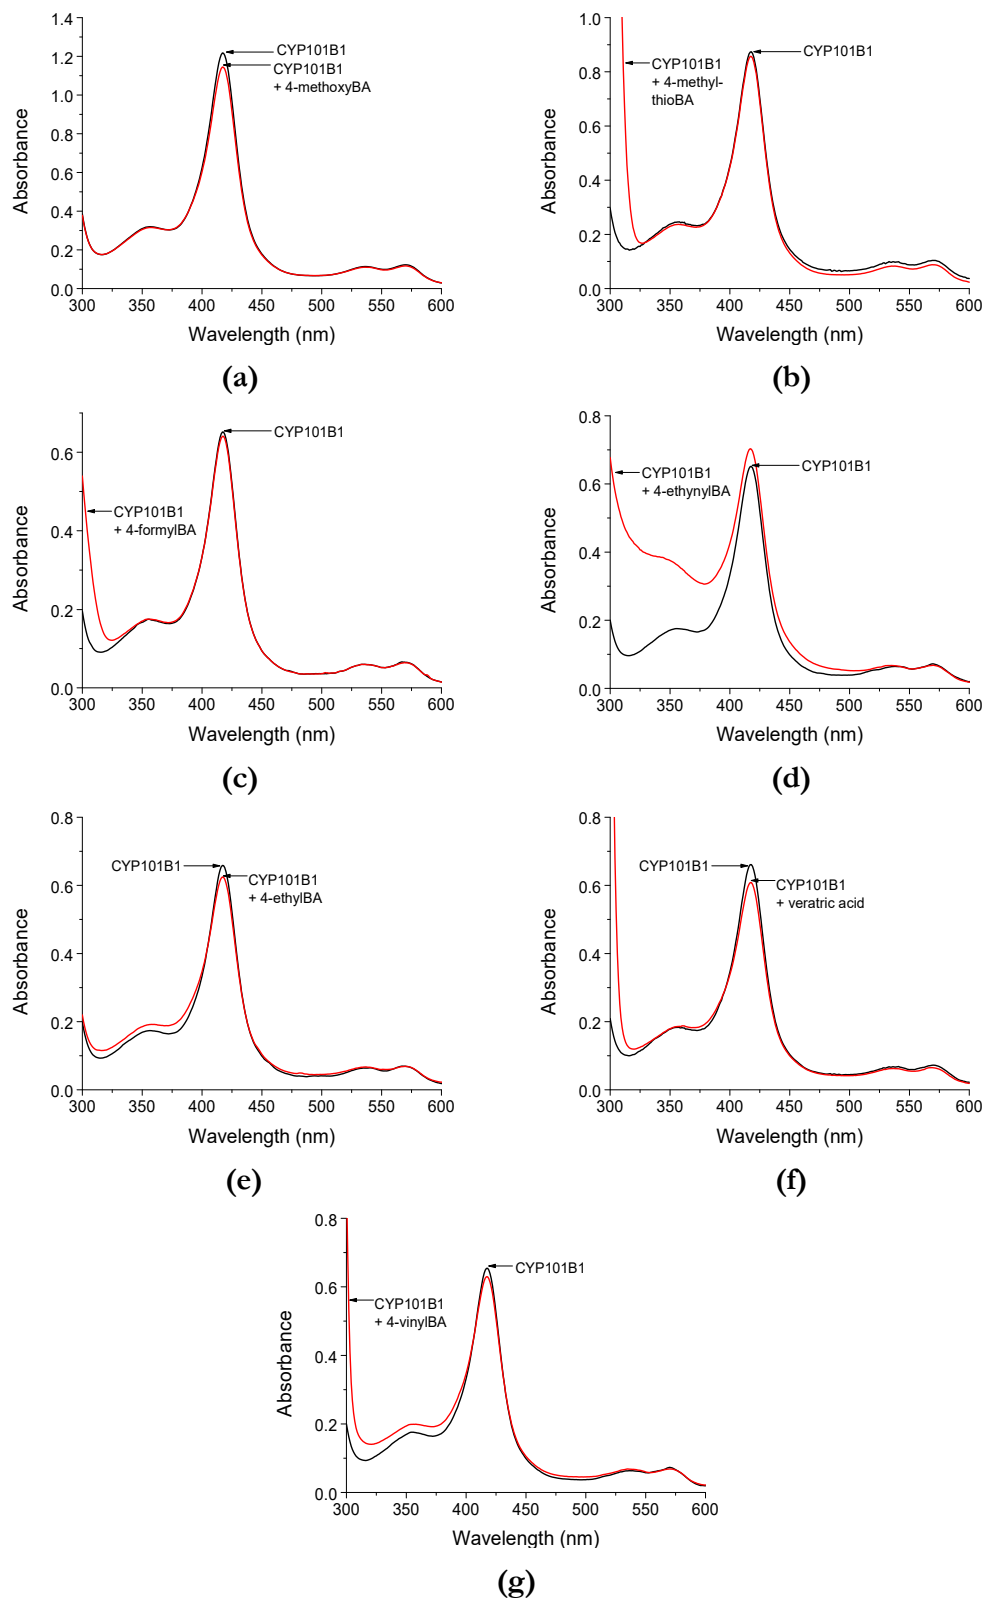 1.4
1.2
1.0
0.8
0.6
0.4
0.2
0.0
Absorbance
CYP101B1
CYP101B1
+ 4-methoxyBA
300 350 400 450 500 550 600
Wavelength (nm)
(a)
1.0
0.8
0.6
0.4
0.2
0.0
Absorbance
CYP101B1
+ 4-methyl-
thioBA
CYP101B1
300 350 400 450 500 550 600
Wavelength (nm)
(b)
0.6
0.4
0.2
0.0
Absorbance
CYP101B1
CYP101B1
+ 4-formylBA
300 350 400 450 500 550 600
Wavelength (nm)
(c)
0.8
0.6
0.4
0.2
0.0
Absorbance
CYP101B1
CYP101B1
+ 4-ethynylBA
300 350 400 450 500 550 600
Wavelength (nm)
(d)
0.8
0.6
0.4
0.2
0.0
Absorbance
CYP101B1
CYP101B1
+ 4-ethylBA
300 350 400 450 500 550 600
Wavelength (nm)
(e)
0.8
0.6
0.4
0.2
0.0
Absorbance
CYP101B1
CYP101B1
+ veratric acid
300 350 400 450 500 550 600
Wavelength (nm)
(f)
0.8
0.6
0.4
0.2
0.0
Absorbance
CYP101B1
CYP101B1
+ 4-vinylBA
300 350 400 450 500 550 600
Wavelength (nm)
(g)